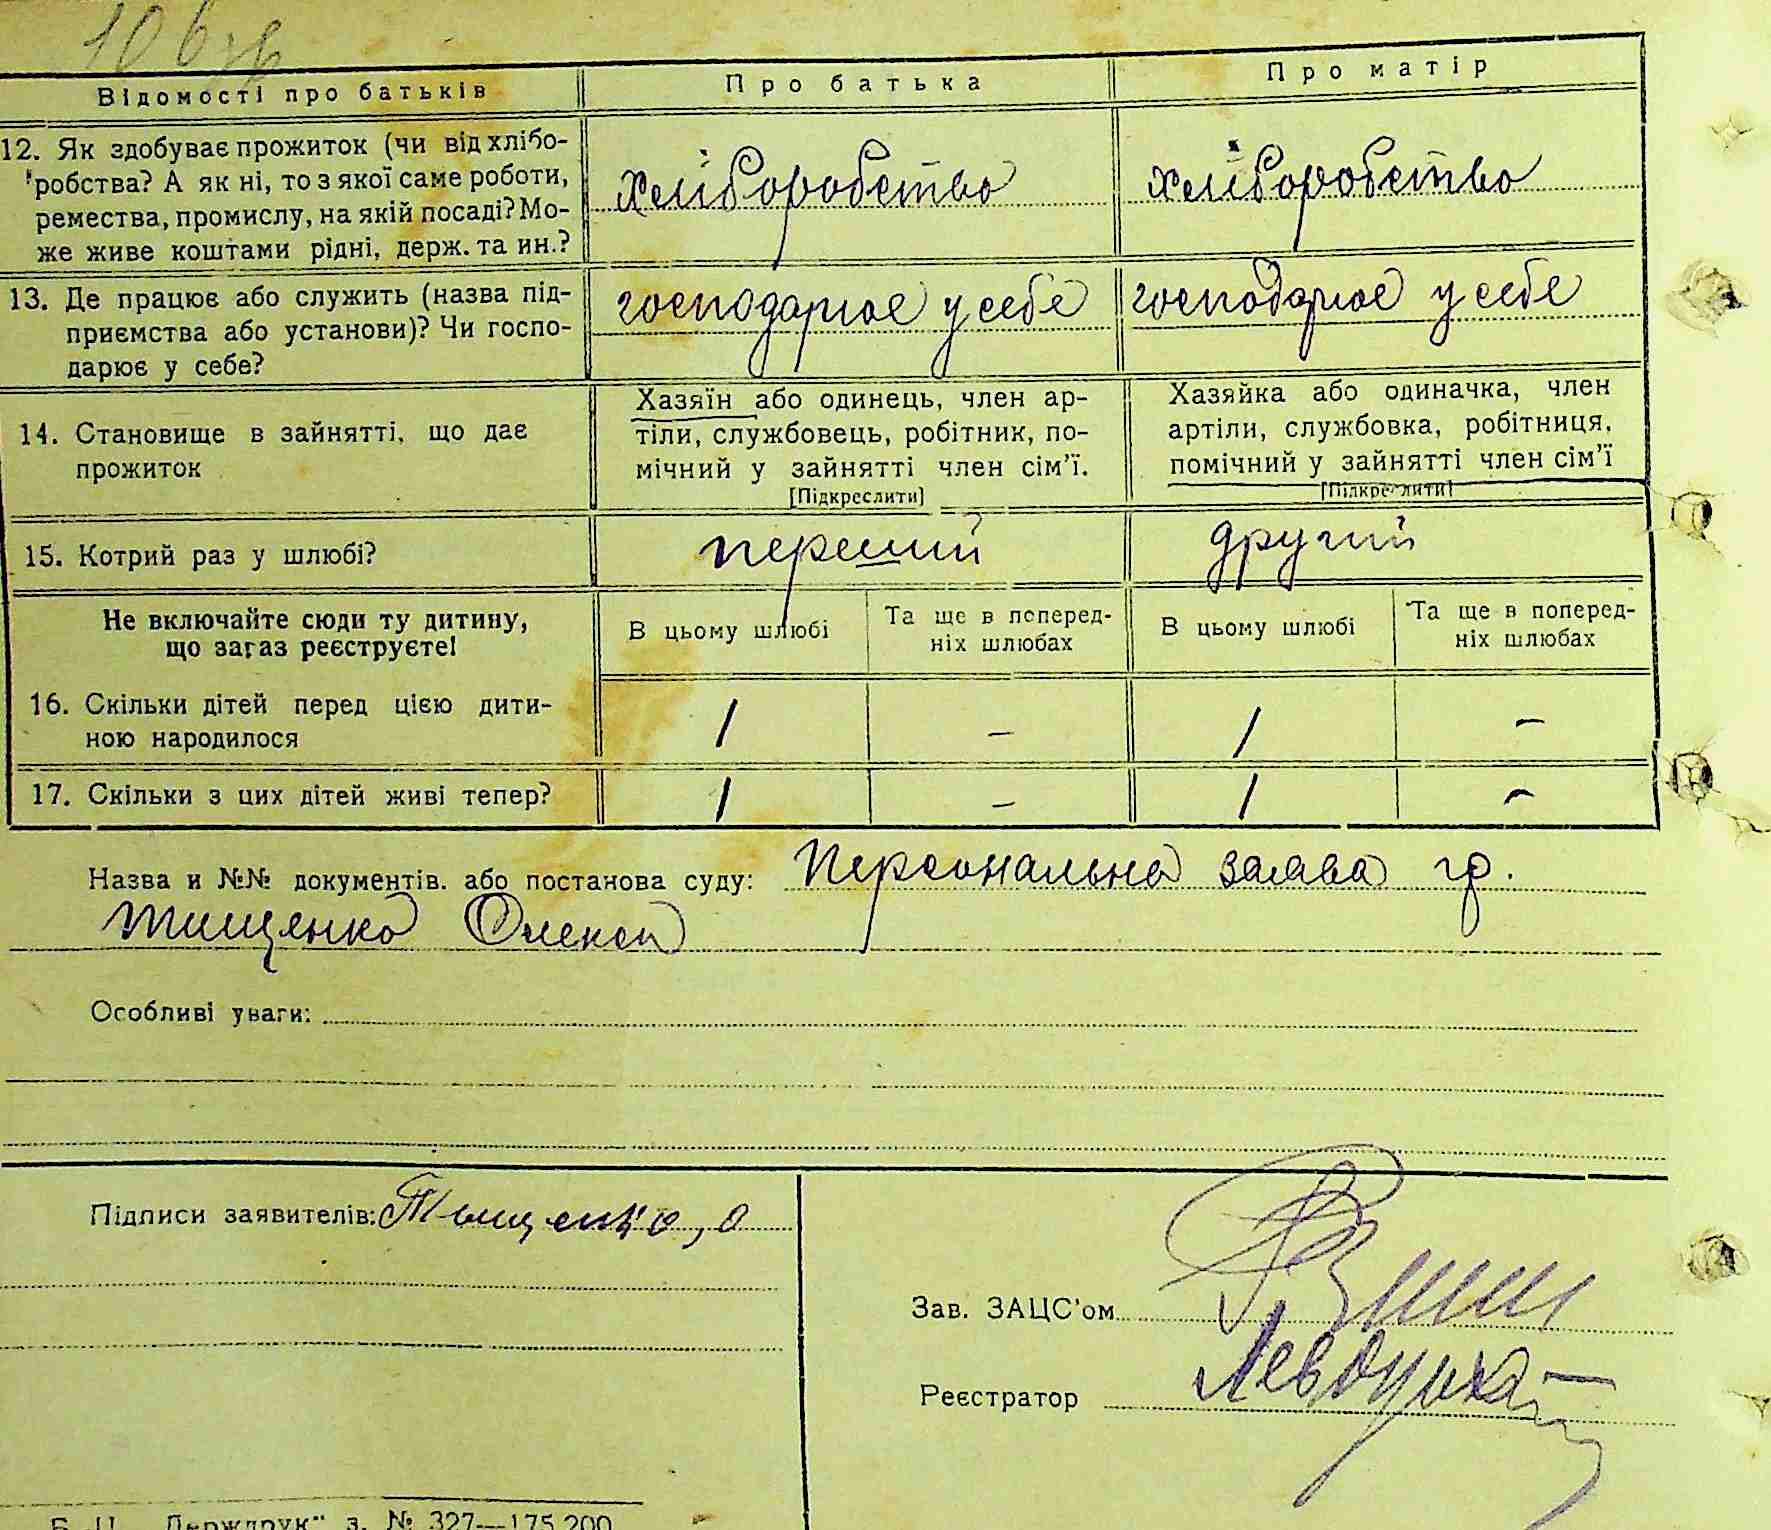 106 зв
Відомості про батьків
Про батька
Про матір
12. Як здобуває прожиток (чи від хлібо-
робства? А як ні, то з якої саме роботи,
ремества, промислу, на якій посаді? Мо-
же живе коштами рідні, держ. та ин.?
хліборобство
хліборобство
13. Де працює або служить (назва під-
приємства або установи)? Чи госпо-
дарює у себе?
господарює у себе
господарює у себе
14. Становище в зайнятті, що дає
прожиток
Хазяїн або одинець, член ар-
тіли, службовець, робітник, по-
мічний у зайнятті член сім'ї.
[Підкреслити]
Хазяйка або одиначка, член
артіли, службовка, робітниця,
помічний у зайнятті член сім'ї
[Підкреслити]
15. Котрий раз у шлюбі?
перший
другий
Не включайте сюди ту дитину,
що зараз реєструєте!
В цьому шлюбі
Та ще в поперед-
ніх шлюбах
В цьому шлюбі
Та ще в поперед-
ніх шлюбах
16. Скільки дітей перед цією дити-
ною народилося
1 – 1 –
17. Скільки з цих дітей живі тепер?
1 – 1 –
Назва и №№ документів. або постанова суду: Персональна заява гр.
Тищенко Олекси
Особливі уваги:
Підписи заявителів: Тыщенко, о
Зав. ЗАЦС'ом
Реєстратор
Б.-Ц. „Держдрук" з. № 327—175.200